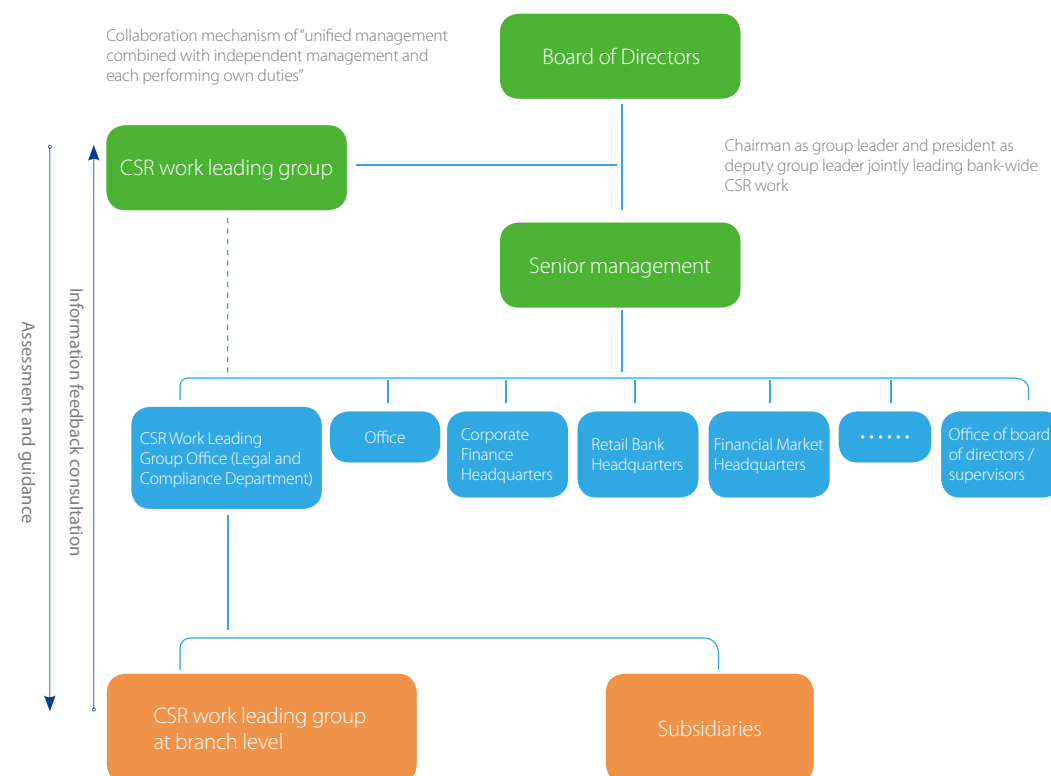 Collaboration mechanism of “unified management
combined with independent management and
each performing own duties”
Board of Directors
CSR work leading group
Chairman as group leader and president as
deputy group leader jointly leading bank-wide
CSR work
Senior management
Information feedback consultation
Assessment and guidance
CSR Work Leading
Group Office (Legal and
Compliance Department)
Office
Corporate
Finance
Headquarters
Retail Bank
Headquarters
Financial Market
Headquarters
······
Office of board
of directors /
supervisors
CSR work leading group
at branch level
Subsidiaries